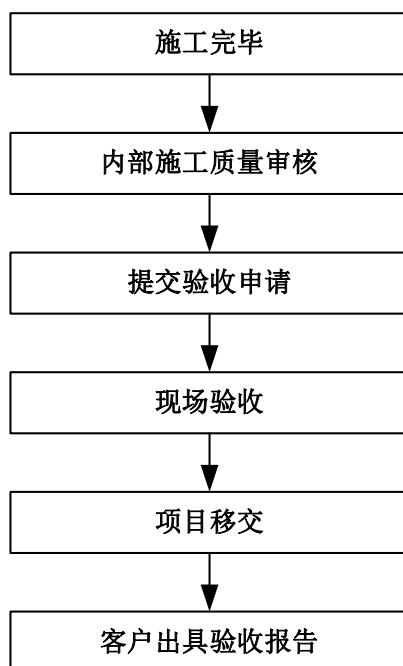 施工完毕
内部施工质量审核
提交验收申请
现场验收
项目移交
客户出具验收报告